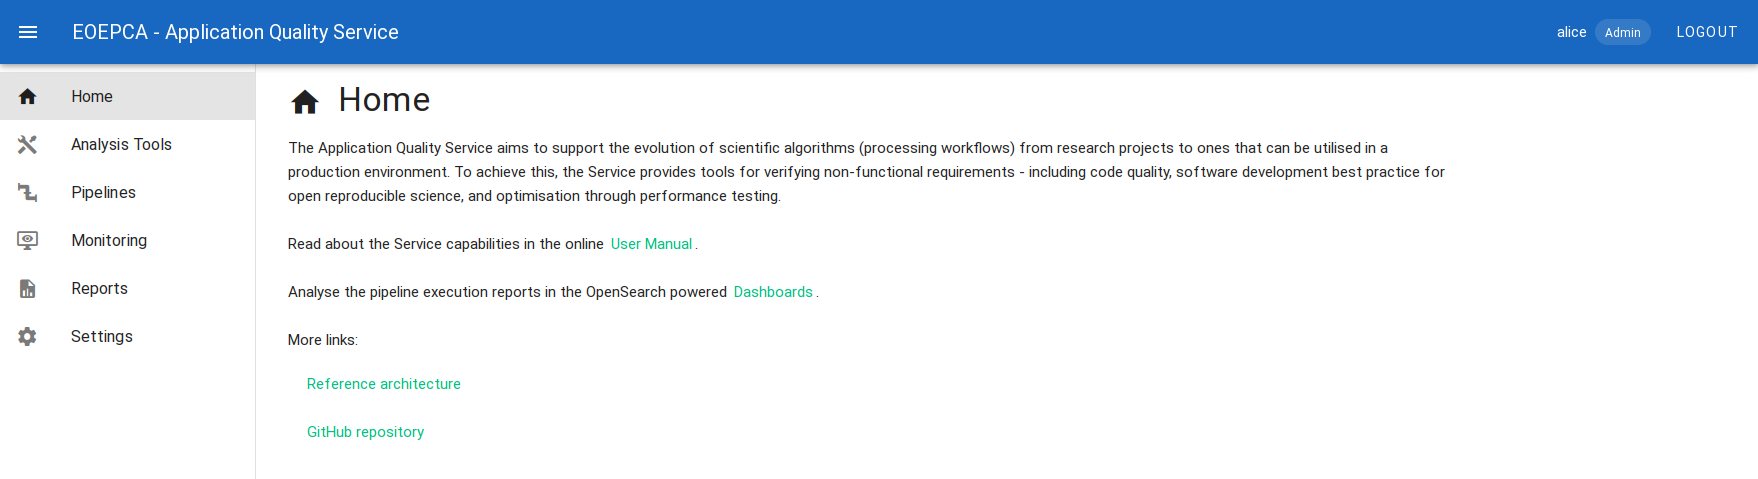 EOEPCA - Application Quality Service
alice Admin LOGOUT
Home
Analysis Tools
Pipelines
Monitoring
Reports
Settings
Home
The Application Quality Service aims to support the evolution of scientific algorithms (processing workflows) from research projects to ones that can be utilised in a
production environment. To achieve this, the Service provides tools for verifying non-functional requirements - including code quality, software development best practice for
open reproducible science, and optimisation through performance testing.
Read about the Service capabilities in the online User Manual.
Analyse the pipeline execution reports in the OpenSearch powered Dashboards.
More links:
Reference architecture
GitHub repository